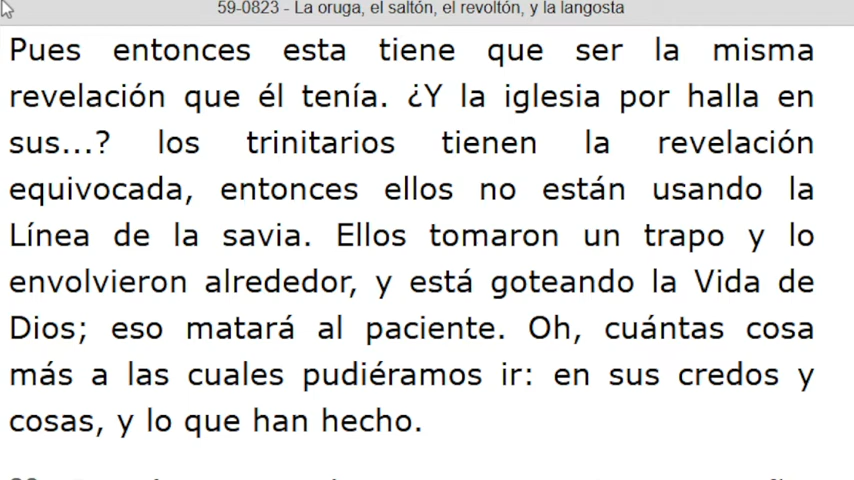 59-0823 - La oruga, el saltón, el revoltón, y la langosta
Pues entonces esta tiene que ser la misma
revelación que él tenía. ¿Y la iglesia por halla en
sus...? los trinitarios tienen la revelación
equivocada, entonces ellos no están usando la
Línea de la savia. Ellos tomaron un trapo y lo
envolvieron alrededor, y está goteando la Vida de
Dios; eso matará al paciente. Oh, cuántas cosa
más a las cuales pudiéramos ir: en sus credos y
cosas, y lo que han hecho.